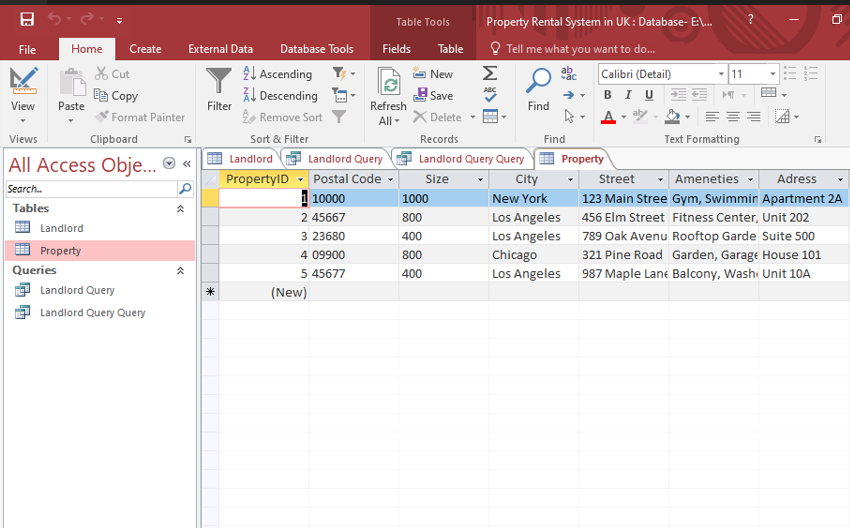 Table Tools
Property Rental System in UK : Database- E:\...
?
File
Home
Create
External Data
Database Tools
Fields
Table
Tell me what you want to do...
View
Views
Paste
Cut
Copy
Format Painter
Clipboard
Filter
Ascending
Descending
Remove Sort
Sort & Filter
Refresh
All
New
Save
Delete
Records
Find
Find
Calibri (Detail)
11
B I U
A
Text Formatting
All Access Obje...
Search...
Tables
Landlord
Property
Queries
Landlord Query
Landlord Query Query
Landlord
Landlord Query
Landlord Query Query
Property
PropertyID Postal Code Size City Street Ameneties Adress
1 10000 1000 New York 123 Main Stree Gym, Swimmin Apartment 2A
2 45667 800 Los Angeles 456 Elm Street Fitness Center, Unit 202
3 23680 400 Los Angeles 789 Oak Avenu Rooftop Garde Suite 500
4 09900 800 Chicago 321 Pine Road Garden, Garage House 101
5 45677 400 Los Angeles 987 Maple Lane Balcony, Washe Unit 10A
(New)